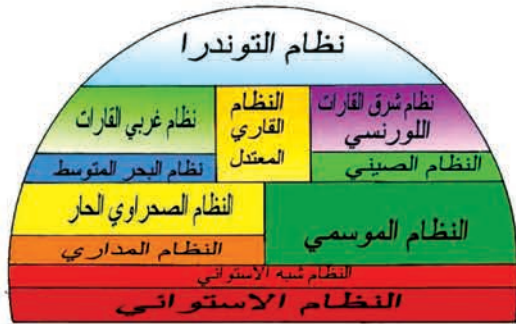 نظام التوندرا
نظام شرق القارات
اللورنسي
النظام
القاري
المعتدل
نظام غربي القارات
النظام الصيني
نظام البحر المتوسط
النظام الموسمي
النظام الصحراوي الحار
النظام المداري
النظام شبه الاستوائي
النظام الاستوائي